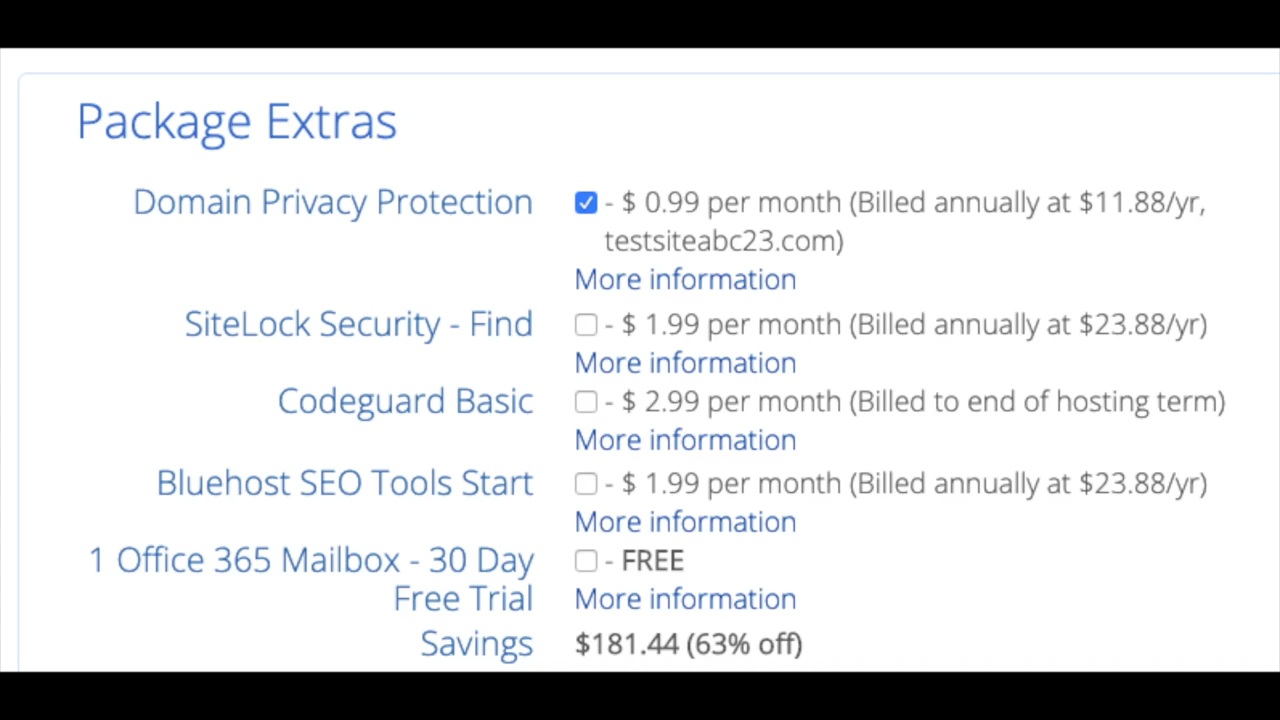 Package Extras
Domain Privacy Protection - $ 0.99 per month (Billed annually at $11.88/yr,
testsiteabc23.com)
More information
SiteLock Security - Find - $ 1.99 per month (Billed annually at $23.88/yr)
More information
Codeguard Basic - $ 2.99 per month (Billed to end of hosting term)
More information
Bluehost SEO Tools Start - $ 1.99 per month (Billed annually at $23.88/yr)
More information
1 Office 365 Mailbox - 30 Day - FREE
Free Trial More information
Savings $181.44 (63% off)